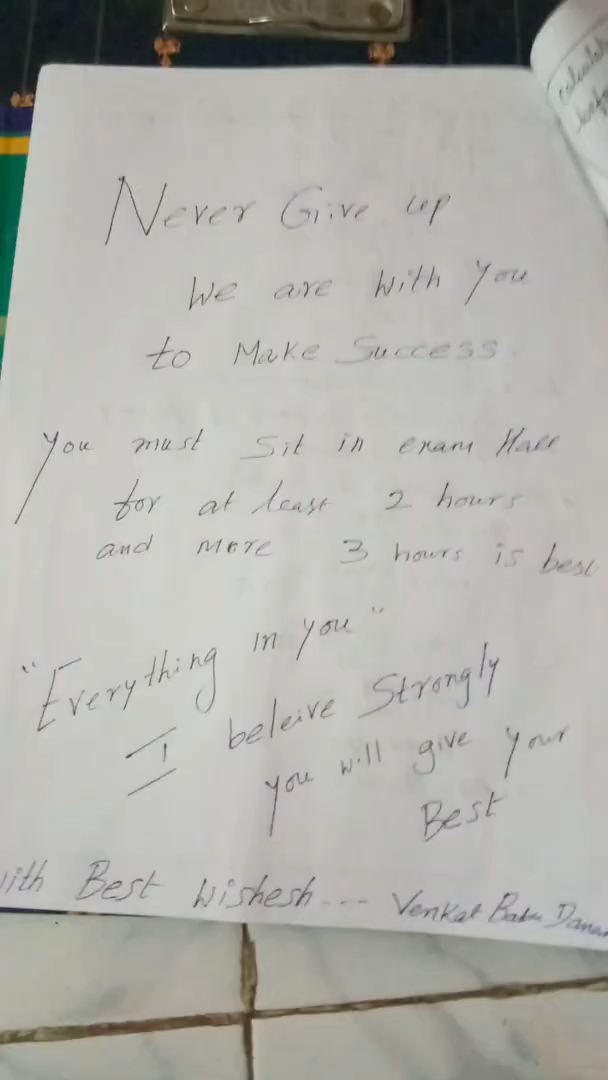 Never Give up
We are with you
to Make Success.
You must sit in exam Hall
for at least 2 hours
and more 3 hours is best
"Everything in you"
I beleive Strongly
you will give your
Best
with Best wishesh--- Venkat Babu